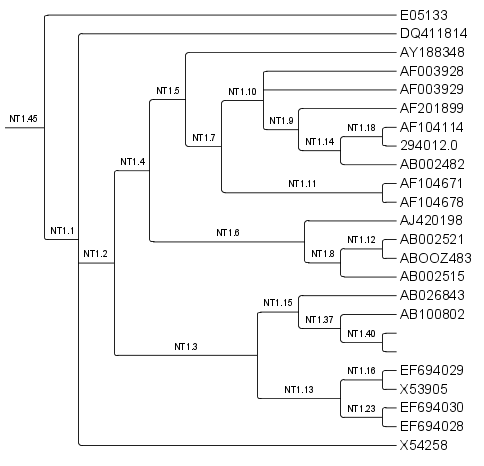 E05133
DQ411814
AY188348
AF003928
NT1.5
NT1.10
AF003929
AF201899
NT1.45
NT1.9
NT1.18
AF104114
NT1.7
NT1.14
294012.0
NT1.4
AB002482
NT1.11
AF104671
AF104678
AJ420198
NT1.1
NT1.6
NT1.12
AB002521
NT1.2
NT1.8
ABOOZ483
AB002515
AB026843
NT1.15
AB100802
NT1.37
NT1.40
NT1.3
NT1.16
EF694029
NT1.13
X53905
NT1.23
EF694030
EF694028
X54258